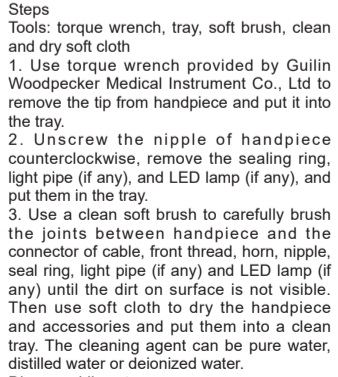 Steps
Tools: torque wrench, tray, soft brush, clean
and dry soft cloth
1. Use torque wrench provided by Guilin
Woodpecker Medical Instrument Co., Ltd to
remove the tip from handpiece and put it into
the tray.
2. Unscrew the nipple of handpiece
counterclockwise, remove the sealing ring,
light pipe (if any), and LED lamp (if any), and
put them in the tray.
3. Use a clean soft brush to carefully brush
the joints between handpiece and the
connector of cable, front thread, horn, nipple,
seal ring, light pipe (if any) and LED lamp (if
any) until the dirt on surface is not visible.
Then use soft cloth to dry the handpiece
and accessories and put them into a clean
tray. The cleaning agent can be pure water,
distilled water or deionized water.